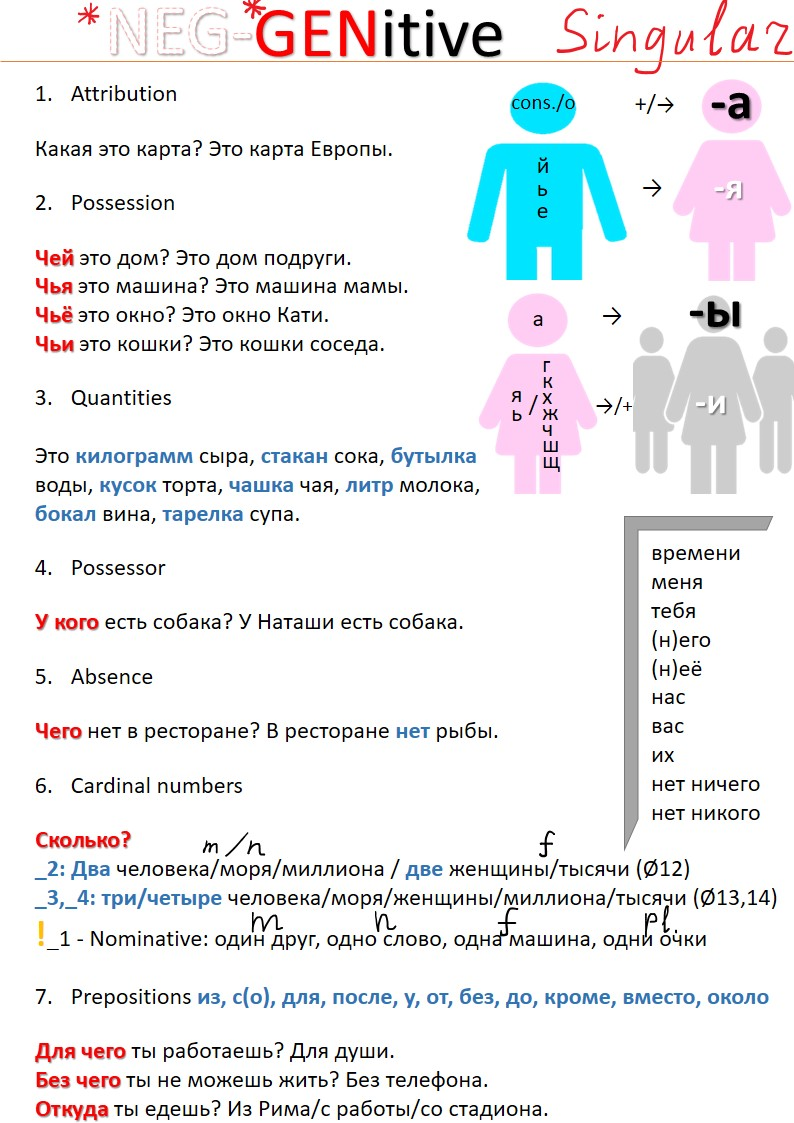 *NEG-*GENitive Singular
1. Attribution
Какая это карта? Это карта Европы.
2. Possession
Чей это дом? Это дом подруги.
Чья это машина? Это машина мамы.
Чьё это окно? Это окно Кати.
Чьи это кошки? Это кошки соседа.
3. Quantities
Это килограмм сыра, стакан сока, бутылка
воды, кусок торта, чашка чая, литр молока,
бокал вина, тарелка супа.
4. Possessor
У кого есть собака? У Наташи есть собака.
5. Absence
Чего нет в ресторане? В ресторане нет рыбы.
6. Cardinal numbers
Сколько?
m/n f
_2: Два человека/моря/миллиона / две женщины/тысячи (Ø12)
_3,_4: три/четыре человека/моря/женщины/миллиона/тысячи (Ø13,14)
m n f pl.
!_1 - Nominative: один друг, одно слово, одна машина, одни очки
7. Prepositions из, с(о), для, после, у, от, без, до, кроме, вместо, около
Для чего ты работаешь? Для души.
Без чего ты не можешь жить? Без телефона.
Откуда ты едешь? Из Рима/с работы/со стадиона.
cons./о +/→ -а
й
ь → -я
е
а → -ы
я
ь
/
г
к
х
ж
ч
ш
щ
→/+ -и
времени
меня
тебя
(н)его
(н)её
нас
вас
их
нет ничего
нет никого